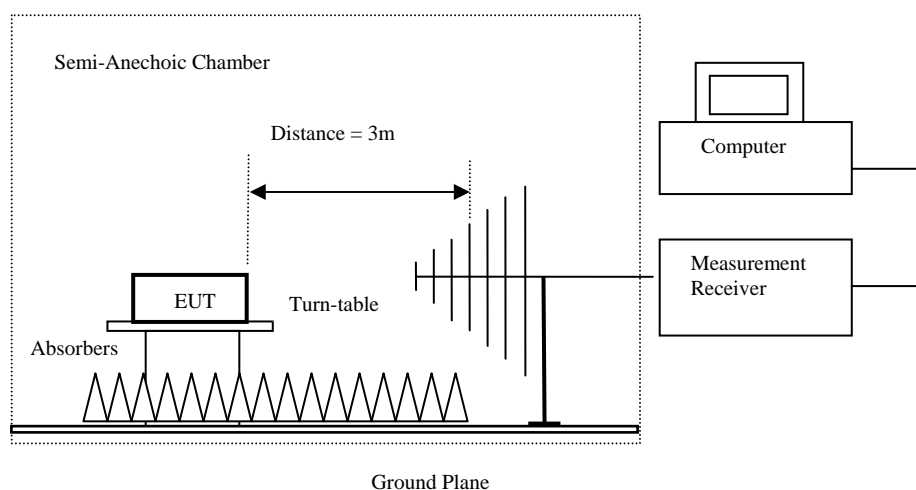 Semi-Anechoic Chamber
Distance = 3m
Computer
Measurement
Receiver
EUT
Turn-table
Absorbers
Ground Plane